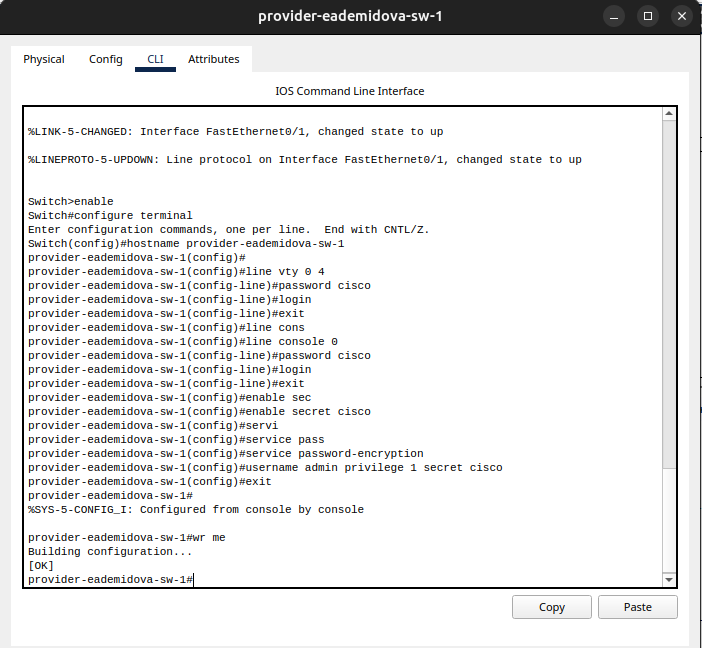 provider-eademidova-sw-1
Physical Config CLI Attributes
IOS Command Line Interface
%LINK-5-CHANGED: Interface FastEthernet0/1, changed state to up
%LINEPROTO-5-UPDOWN: Line protocol on Interface FastEthernet0/1, changed state to up
Switch>enable
Switch#configure terminal
Enter configuration commands, one per line.  End with CNTL/Z.
Switch(config)#hostname provider-eademidova-sw-1
provider-eademidova-sw-1(config)#
provider-eademidova-sw-1(config)#line vty 0 4
provider-eademidova-sw-1(config-line)#password cisco
provider-eademidova-sw-1(config-line)#login
provider-eademidova-sw-1(config-line)#exit
provider-eademidova-sw-1(config)#line cons
provider-eademidova-sw-1(config)#line console 0
provider-eademidova-sw-1(config-line)#password cisco
provider-eademidova-sw-1(config-line)#login
provider-eademidova-sw-1(config-line)#exit
provider-eademidova-sw-1(config)#enable sec
provider-eademidova-sw-1(config)#enable secret cisco
provider-eademidova-sw-1(config)#servi
provider-eademidova-sw-1(config)#service pass
provider-eademidova-sw-1(config)#service password-encryption
provider-eademidova-sw-1(config)#username admin privilege 1 secret cisco
provider-eademidova-sw-1(config)#exit
provider-eademidova-sw-1#
%SYS-5-CONFIG_I: Configured from console by console
provider-eademidova-sw-1#wr me
Building configuration...
[OK]
provider-eademidova-sw-1#
Copy Paste